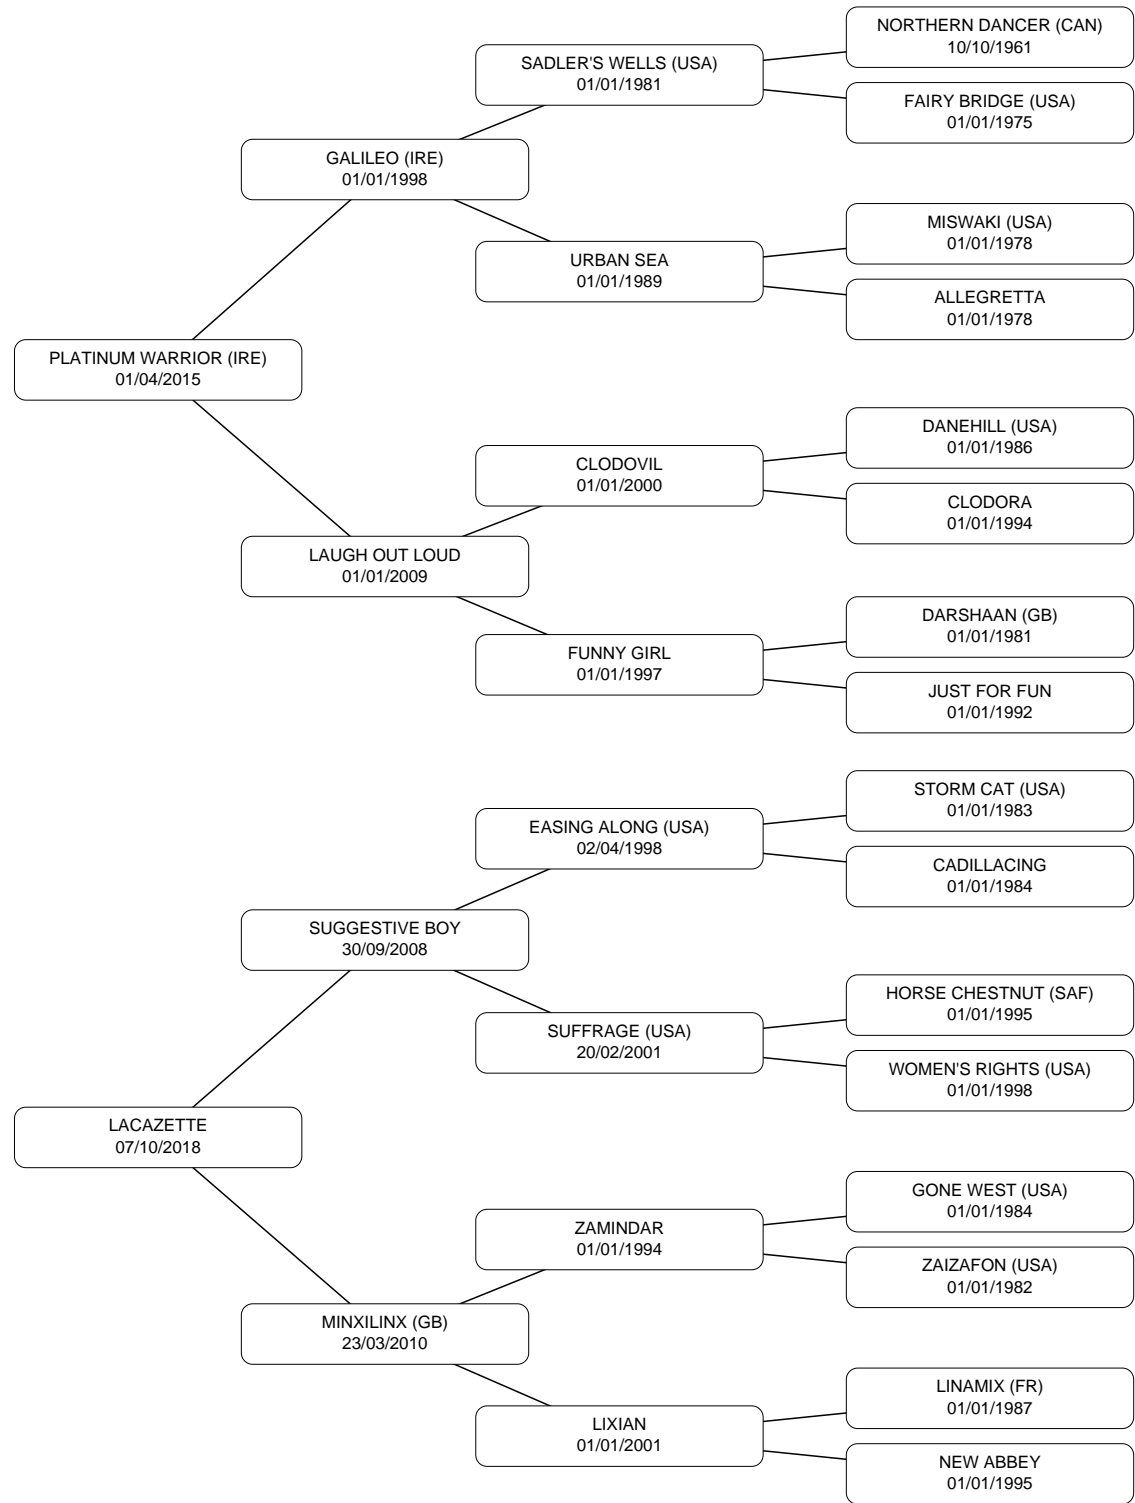 NORTHERN DANCER (CAN)
10/10/1961
SADLER'S WELLS (USA)
01/01/1981
FAIRY BRIDGE (USA)
01/01/1975
GALILEO (IRE)
01/01/1998
MISWAKI (USA)
01/01/1978
URBAN SEA
01/01/1989
ALLEGRETTA
01/01/1978
PLATINUM WARRIOR (IRE)
01/04/2015
DANEHILL (USA)
01/01/1986
CLODOVIL
01/01/2000
CLODORA
01/01/1994
LAUGH OUT LOUD
01/01/2009
DARSHAAN (GB)
01/01/1981
FUNNY GIRL
01/01/1997
JUST FOR FUN
01/01/1992
STORM CAT (USA)
01/01/1983
EASING ALONG (USA)
02/04/1998
CADILLACING
01/01/1984
SUGGESTIVE BOY
30/09/2008
HORSE CHESTNUT (SAF)
01/01/1995
SUFFRAGE (USA)
20/02/2001
WOMEN'S RIGHTS (USA)
01/01/1998
LACAZETTE
07/10/2018
GONE WEST (USA)
01/01/1984
ZAMINDAR
01/01/1994
ZAIZAFON (USA)
01/01/1982
MINXILINX (GB)
23/03/2010
LINAMIX (FR)
01/01/1987
LIXIAN
01/01/2001
NEW ABBEY
01/01/1995